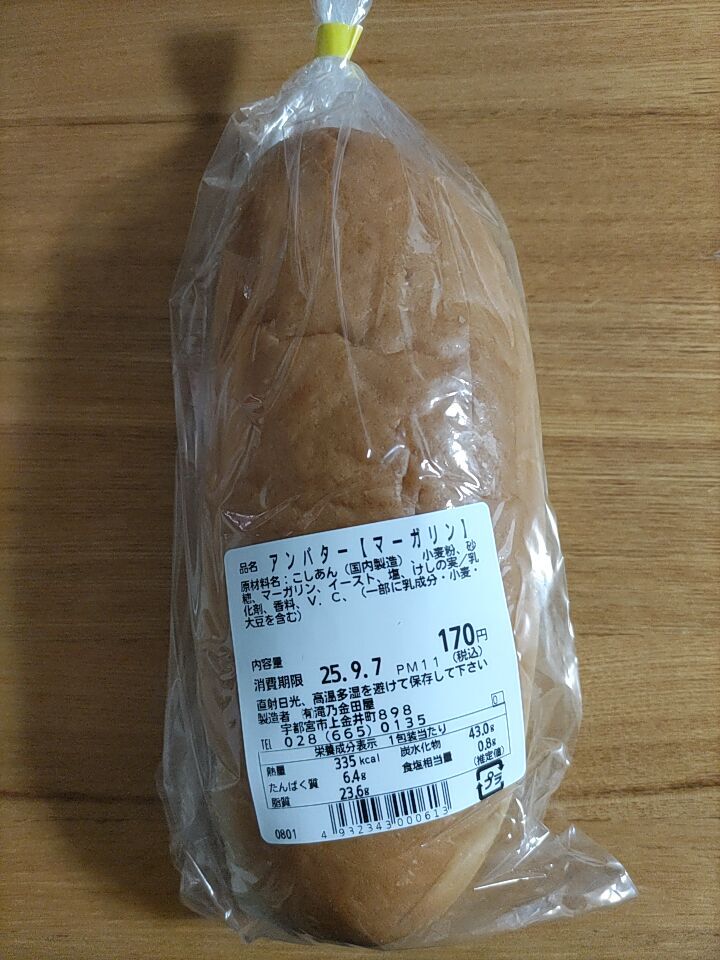 品名 アンバター【マーガリン】
原材料名:こしあん(国内製造)、小麦粉、砂
糖、マーガリン、イースト、塩、けしの実/乳
化剤、香料、V.C、(一部に乳成分・小麦・
大豆を含む)
内容量 170円
(税込)
消費期限 25.9.7 PM11
直射日光、高温多湿を避けて保存して下さい
製造者 ㈲滝乃金田屋
宇都宮市上金井町898
TEL 028(665)0135
栄養成分表示 1包装当たり
熱量 335kcal 炭水化物 43.0g
たんぱく質 6.4g 食塩相当量 0.8g
脂質 23.6g (推定値)
プラ
0801 4932343000613